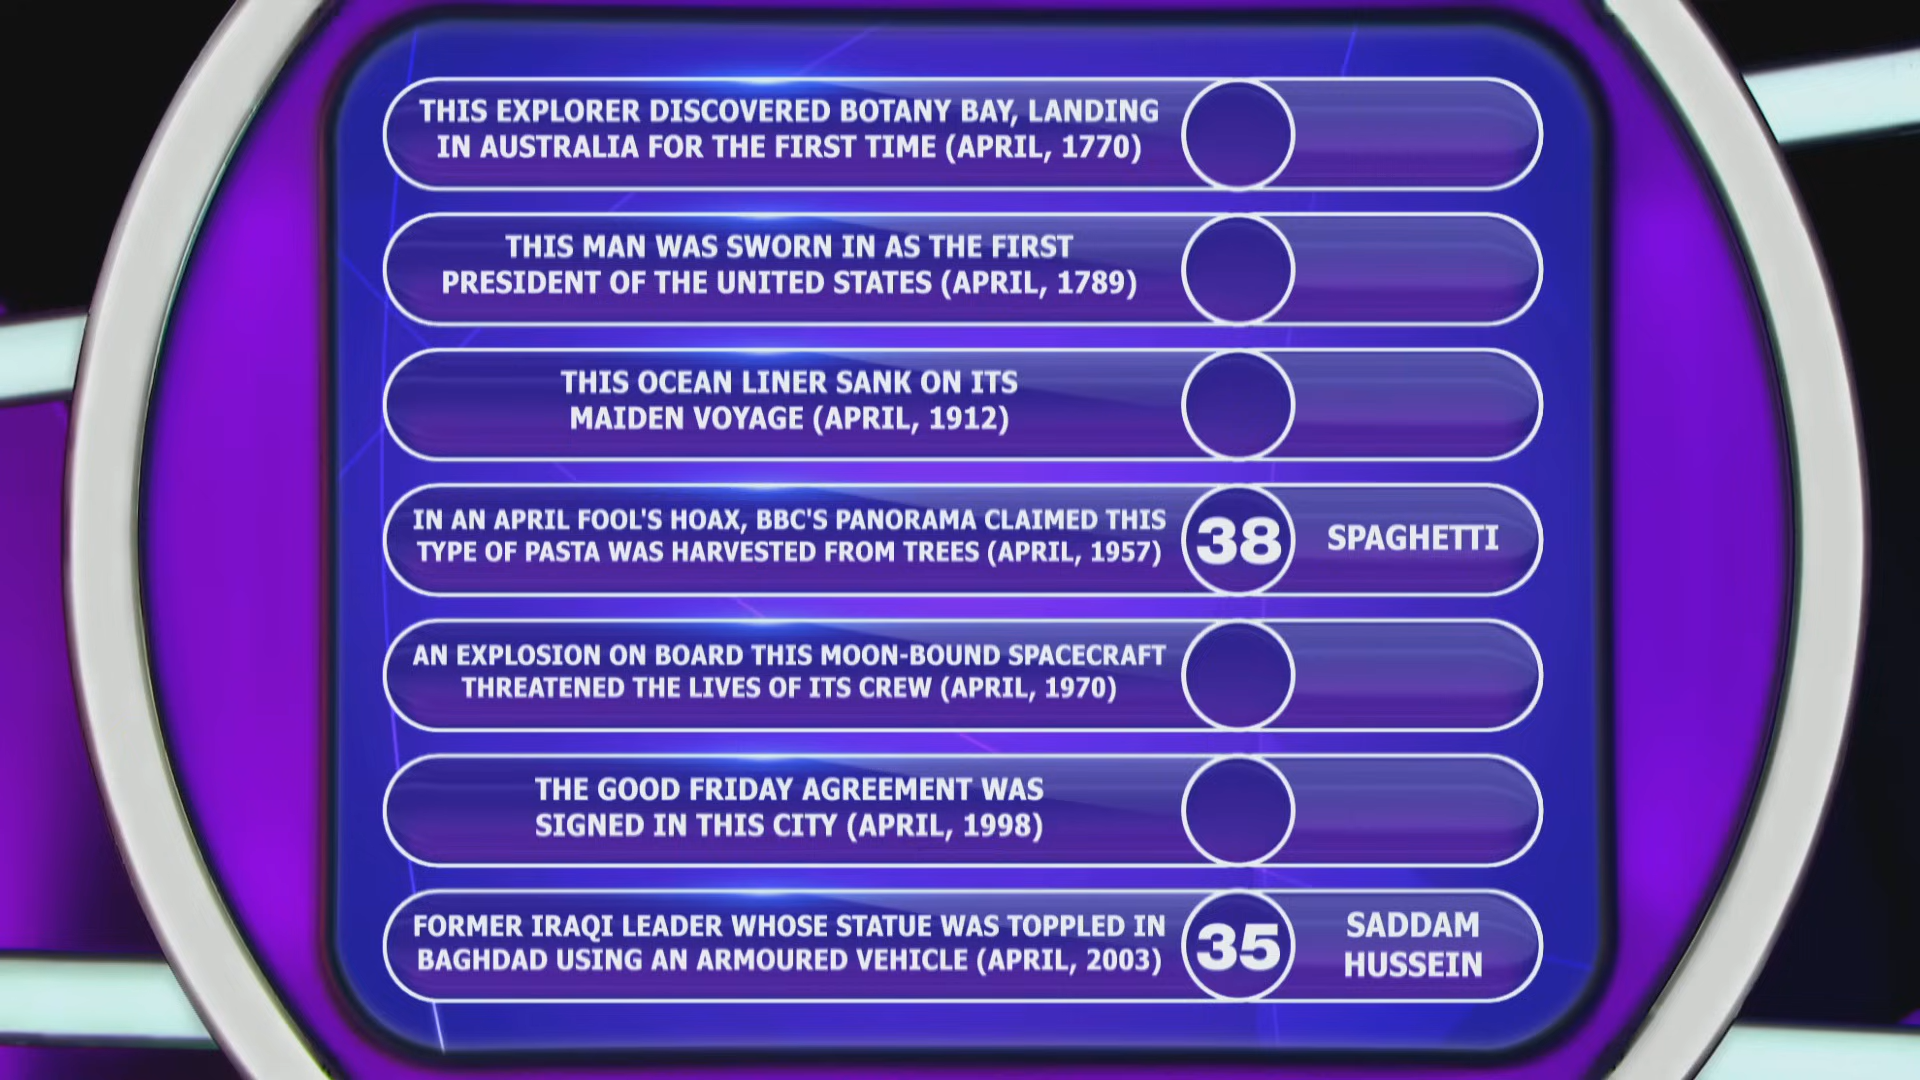 THIS EXPLORER DISCOVERED BOTANY BAY, LANDING
IN AUSTRALIA FOR THE FIRST TIME (APRIL, 1770)
THIS MAN WAS SWORN IN AS THE FIRST
PRESIDENT OF THE UNITED STATES (APRIL, 1789)
THIS OCEAN LINER SANK ON ITS
MAIDEN VOYAGE (APRIL, 1912)
IN AN APRIL FOOL'S HOAX, BBC'S PANORAMA CLAIMED THIS
TYPE OF PASTA WAS HARVESTED FROM TREES (APRIL, 1957)
38
SPAGHETTI
AN EXPLOSION ON BOARD THIS MOON-BOUND SPACECRAFT
THREATENED THE LIVES OF ITS CREW (APRIL, 1970)
THE GOOD FRIDAY AGREEMENT WAS
SIGNED IN THIS CITY (APRIL, 1998)
FORMER IRAQI LEADER WHOSE STATUE WAS TOPPLED IN
BAGHDAD USING AN ARMOURED VEHICLE (APRIL, 2003)
35
SADDAM
HUSSEIN